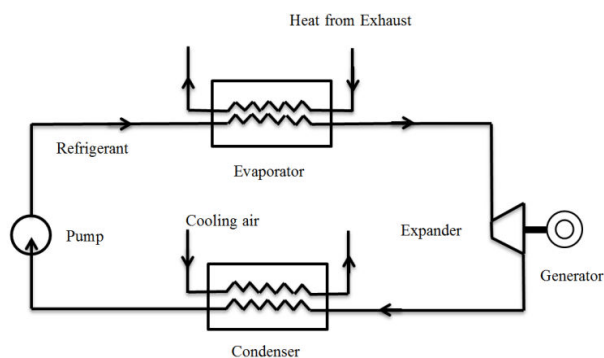 Heat from Exhaust
Refrigerant
Evaporator
Pump
Cooling air
Expander
Generator
Condenser